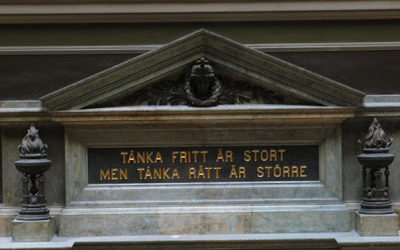 TÄNKA FRITT ÄR STORT
MEN TÄNKA RÄTT ÄR STÖRRE